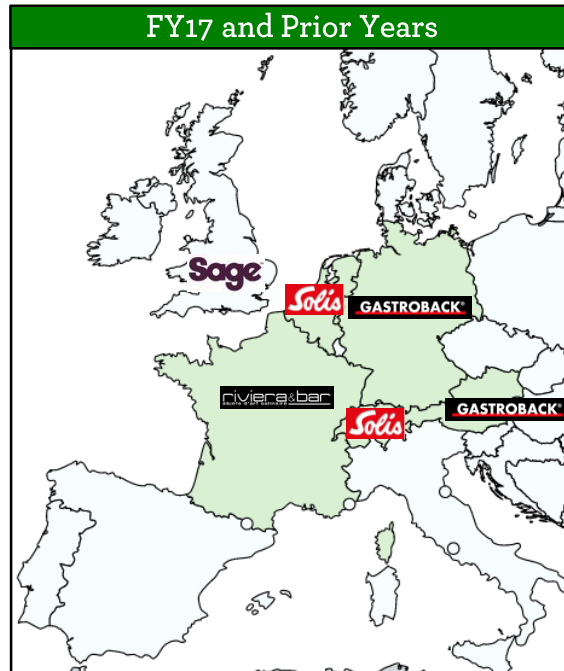 FY17 and Prior Years
Sage
Solis
GASTROBACK®
riviera&bar
Solis
GASTROBACK®